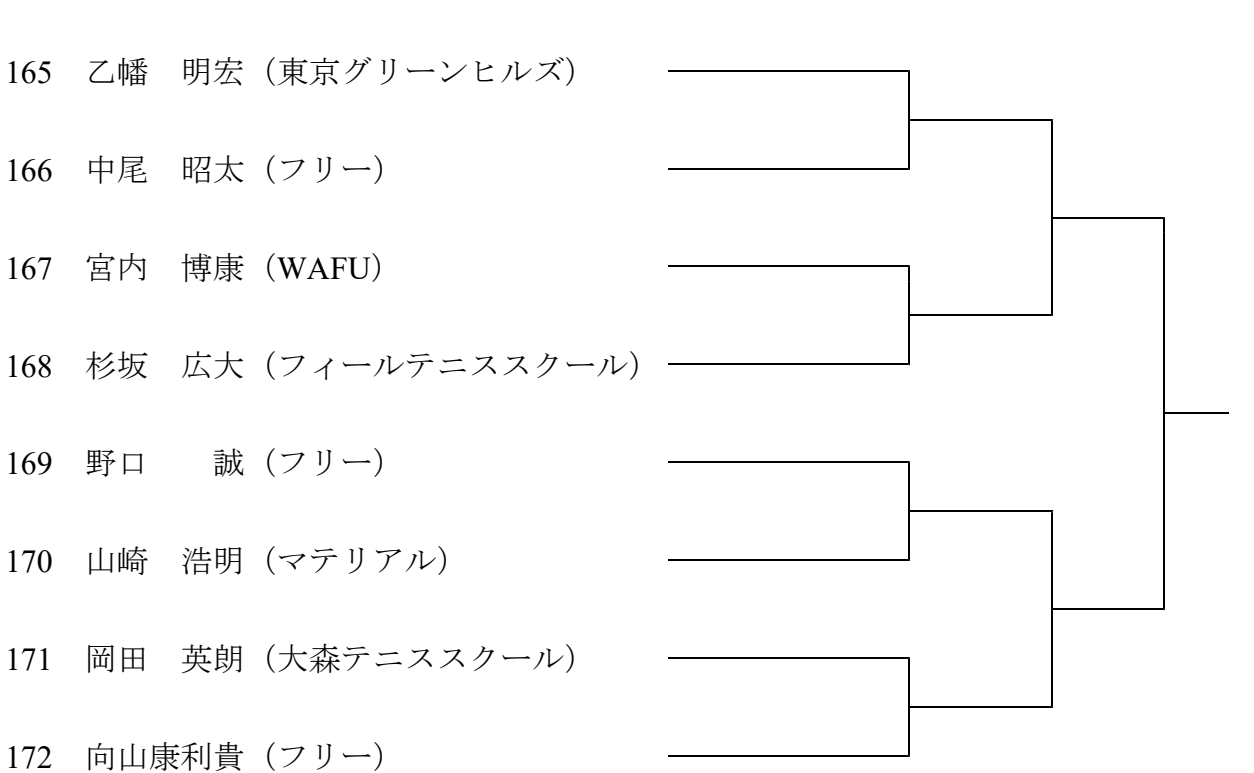 165 乙幡 明宏（東京グリーンヒルズ）
166 中尾 昭太（フリー）
167 宮内 博康（WAFU）
168 杉坂 広大（フィールテニススクール）
169 野口 誠（フリー）
170 山崎 浩明（マテリアル）
171 岡田 英朗（大森テニススクール）
172 向山康利貴（フリー）